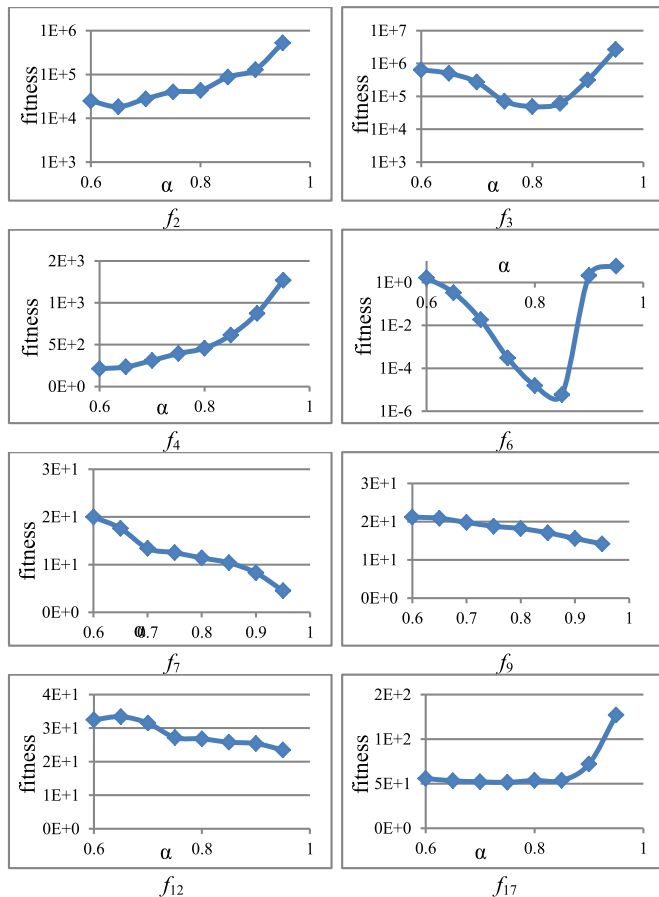 1E+6
1E+5
1E+4
1E+3
fitness
0.6 0.8 1
α
f2
1E+7
1E+6
1E+5
1E+4
1E+3
fitness
0.6 0.8 1
α
f3
2E+3
1E+3
5E+2
0E+0
fitness
0.6 0.8 1
α
f4
α
1E+0
1E-2
1E-4
1E-6
fitness
0.6 0.8 1
f6
3E+1
2E+1
1E+1
0E+0
fitness
0.6 0.7 0.8 0.9 1
α
f7
3E+1
2E+1
1E+1
0E+0
fitness
0.6 0.7 0.8 0.9 1
f9
4E+1
3E+1
2E+1
1E+1
0E+0
fitness
0.6 0.8 1
α
f12
2E+2
1E+2
5E+1
0E+0
fitness
0.6 0.8 1
α
f17